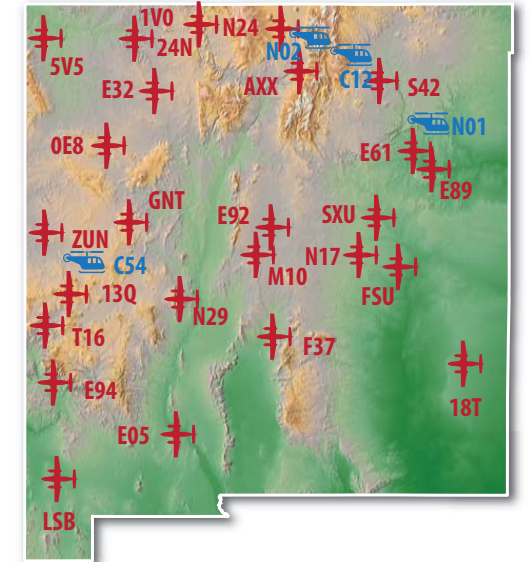 1V0
N24
5V5
24N
N02
C12
S42
E32
AXX
N01
0E8
E61
E89
GNT
E92
SXU
ZUN
C54
M10
N17
13Q
FSU
N29
T16
F37
E94
18T
E05
LSB